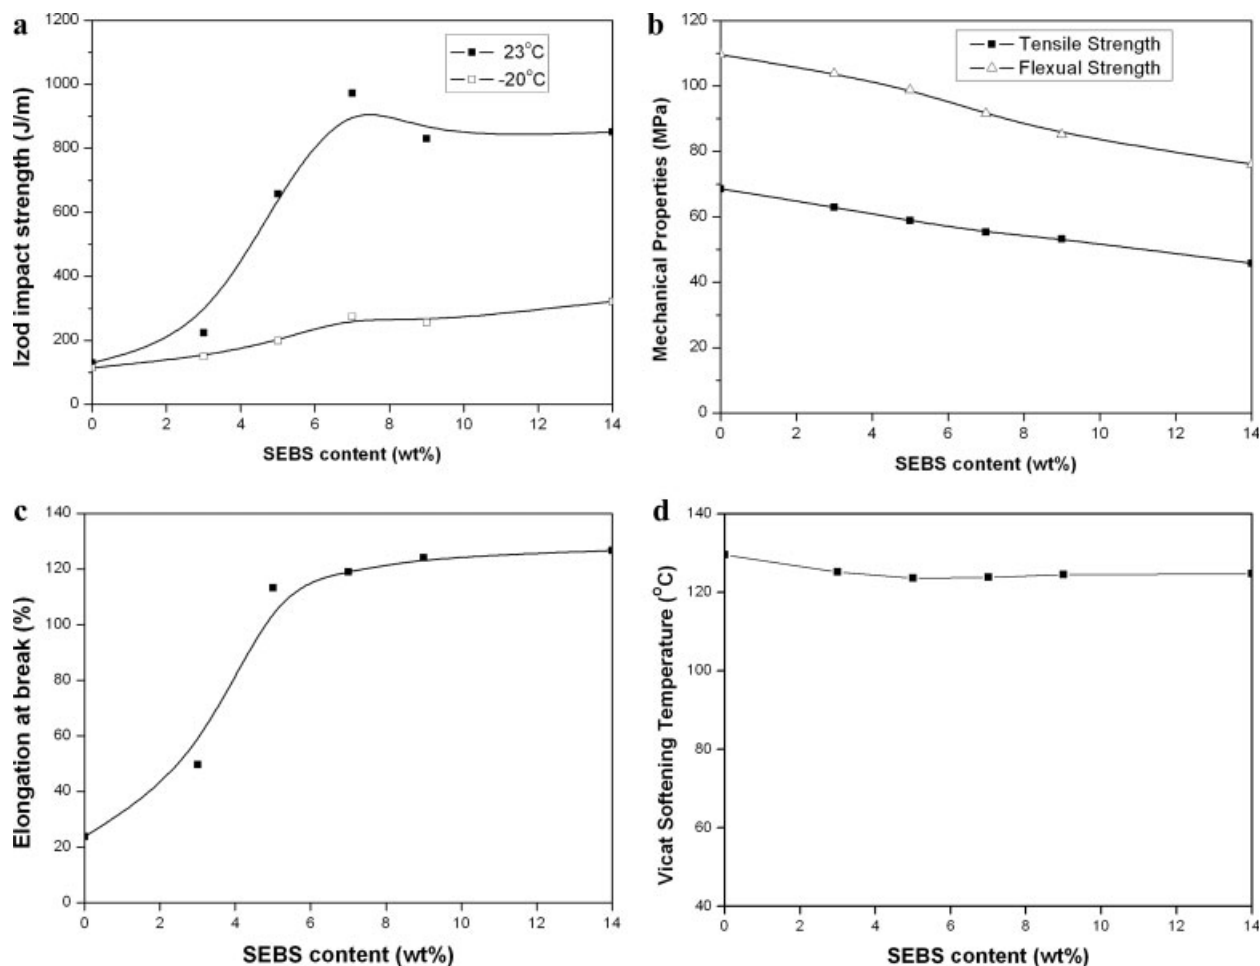 a
1200
1000
800
600
400
200
0
Izod impact strength (J/m)
23°C
-20°C
0 2 4 6 8 10 12 14
SEBS content (wt%)
b
120
100
80
60
40
20
0
Mechanical Properties (MPa)
Tensile Strength
Flexual Strength
0 2 4 6 8 10 12 14
SEBS content (wt%)
c
140
120
100
80
60
40
20
0
Elongation at break (%)
0 2 4 6 8 10 12 14
SEBS content (wt%)
d
140
120
100
80
60
40
Vicat Softening Temperature (°C)
0 2 4 6 8 10 12 14
SEBS content (wt%)